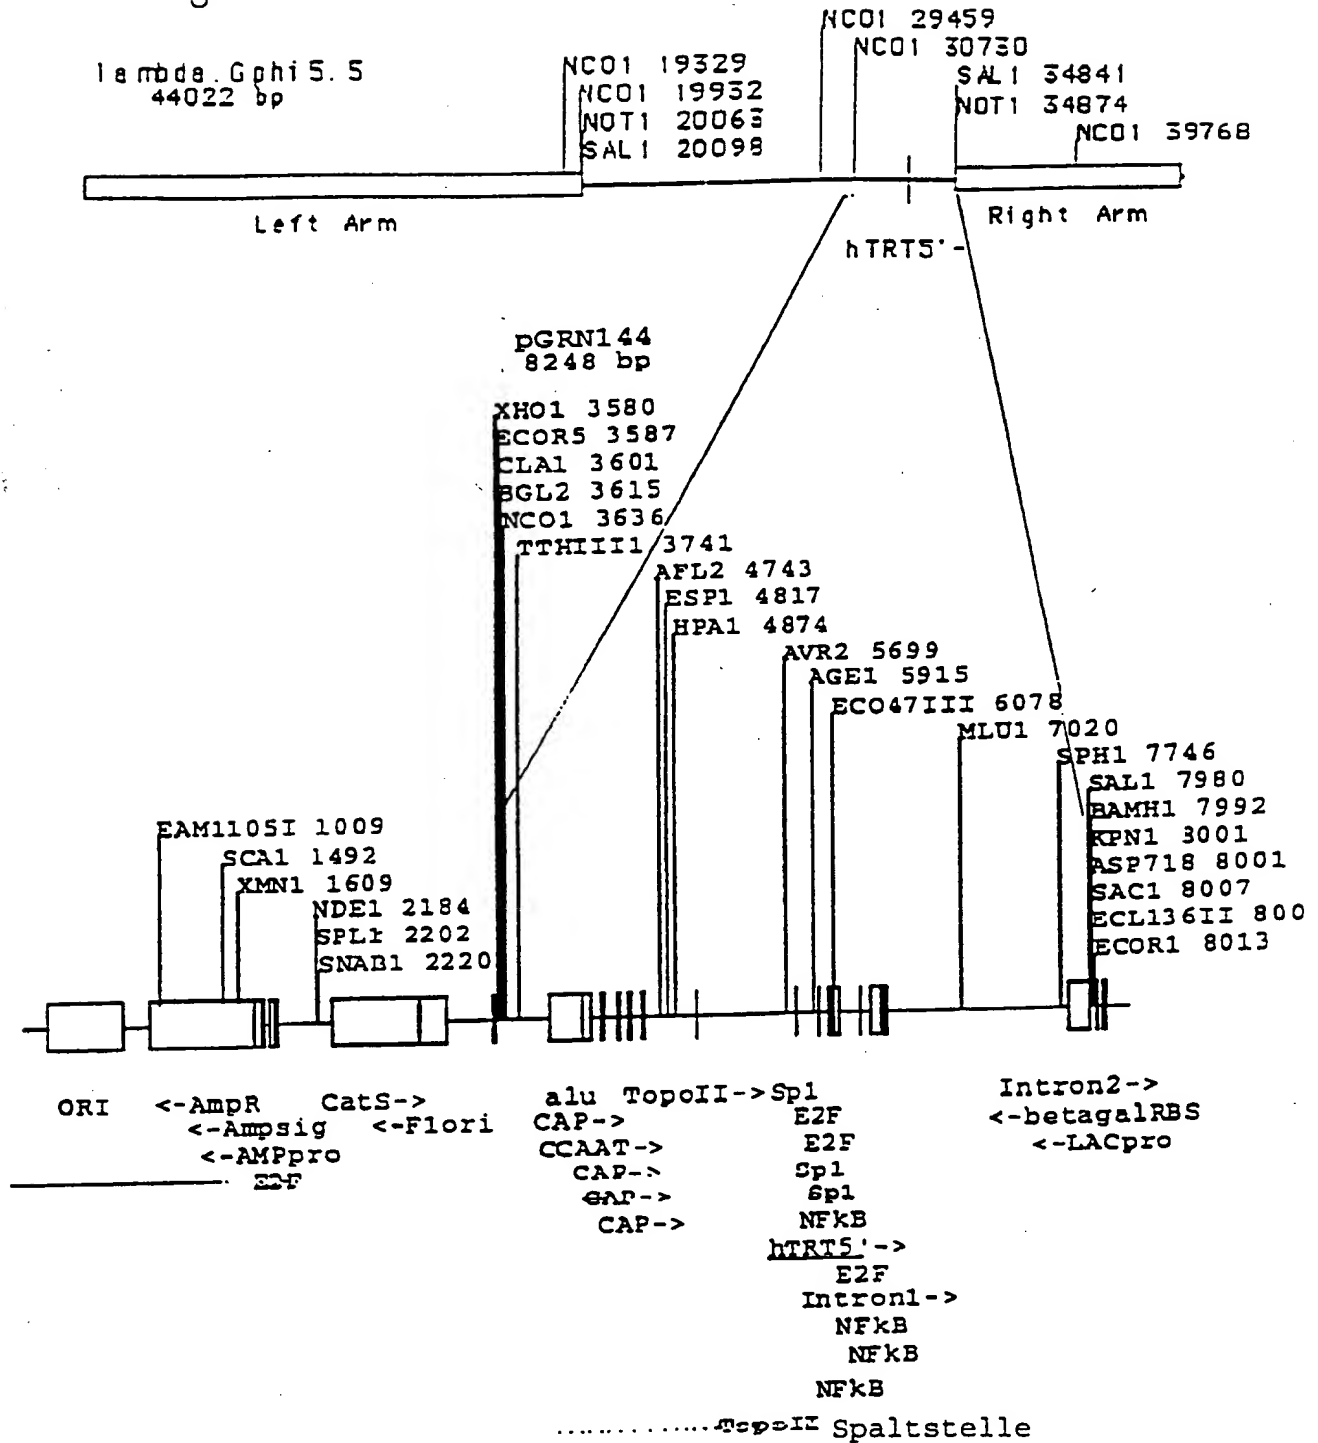 lambda.Gphi5.5
44022 bp
NCO1 19329
NCO1 19932
NOT1 20063
SAL1 20098
NCO1 29459
NCO1 30730
SAL1 34841
NOT1 34874
NCO1 39768
Left Arm
Right Arm
hTRT5'-
pGRN144
8248 bp
XHO1 3580
ECOR5 3587
CLA1 3601
BGL2 3615
NCO1 3636
TTHIII1 3741
AFL2 4743
ESP1 4817
HPA1 4874
AVR2 5699
AGE1 5915
ECO47III 6078
MLU1 7020
SPH1 7746
SAL1 7980
BAMH1 7992
KPN1 8001
ASP718 8001
SAC1 8007
ECL136II 800
ECOR1 8013
EAM1105I 1009
SCA1 1492
XMN1 1609
NDE1 2184
SPL1 2202
SNAB1 2220
ORI
<-AmpR
<-Ampsig
<-AMPpro
E2F
CatS->
<-F1ori
alu
CAP->
CCAAT->
CAP->
CAP->
CAP->
TopoII->
Sp1
E2F
E2F
Sp1
Sp1
NFkB
hTRT5'->
E2F
Intron1->
NFkB
NFkB
NFkB
Intron2->
<-betagalRBS
<-LACpro
..............TopoII Spaltstelle